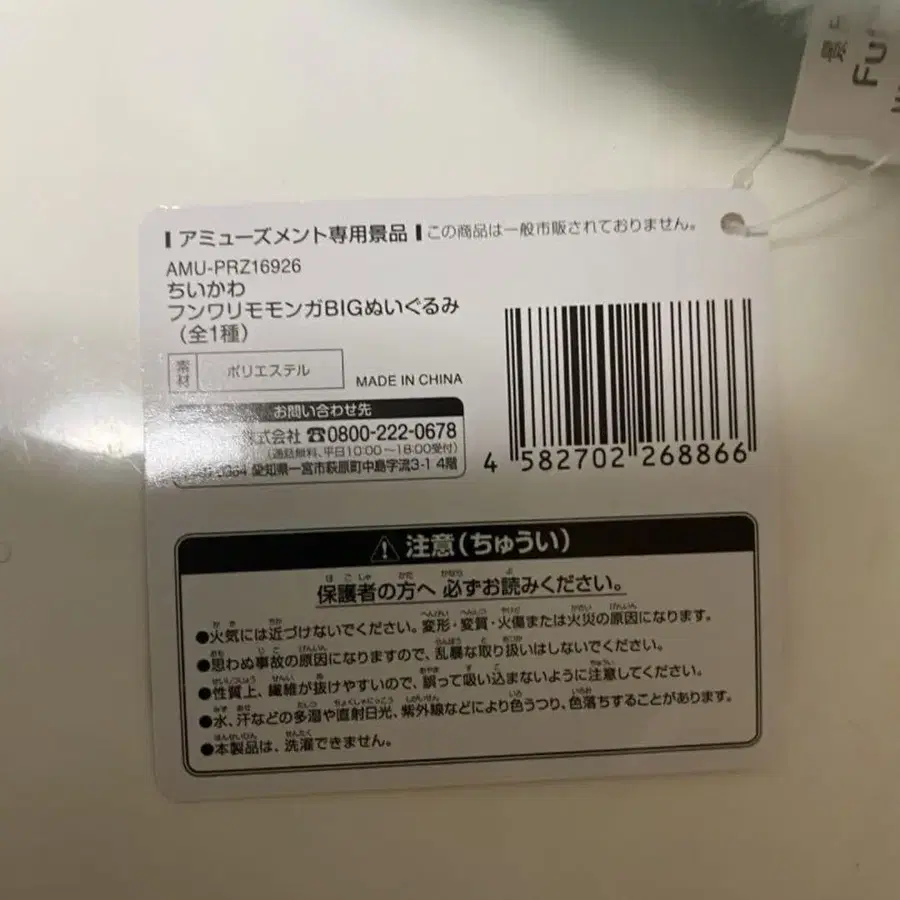 Fu
アミューズメント専用景品 この商品は一般市販されておりません。
AMU-PRZ16926
ちいかわ
フンワリモモンガBIGぬいぐるみ
(全1種)
素材 ポリエステル
MADE IN CHINA
お問い合わせ先
式会社 ☎0800-222-0678
(通話無料、平日10:00~18:00受付)
愛知県一宮市萩原町中島字流3-1 4階
4 582702 268866
⚠ 注意(ちゅうい)
保護者の方へ 必ずお読みください。
●火気には近づけないでください。変形・変質・火傷または火災の原因になります。
●思わぬ事故の原因になりますので、乱暴な取り扱いはしないでください。
●性質上、繊維が抜けやすいので、誤って吸い込まないように注意してください。
●水、汗などの多湿や直射日光、紫外線などにより色うつり、色落ちすることがあります。
●本製品は、洗濯できません。